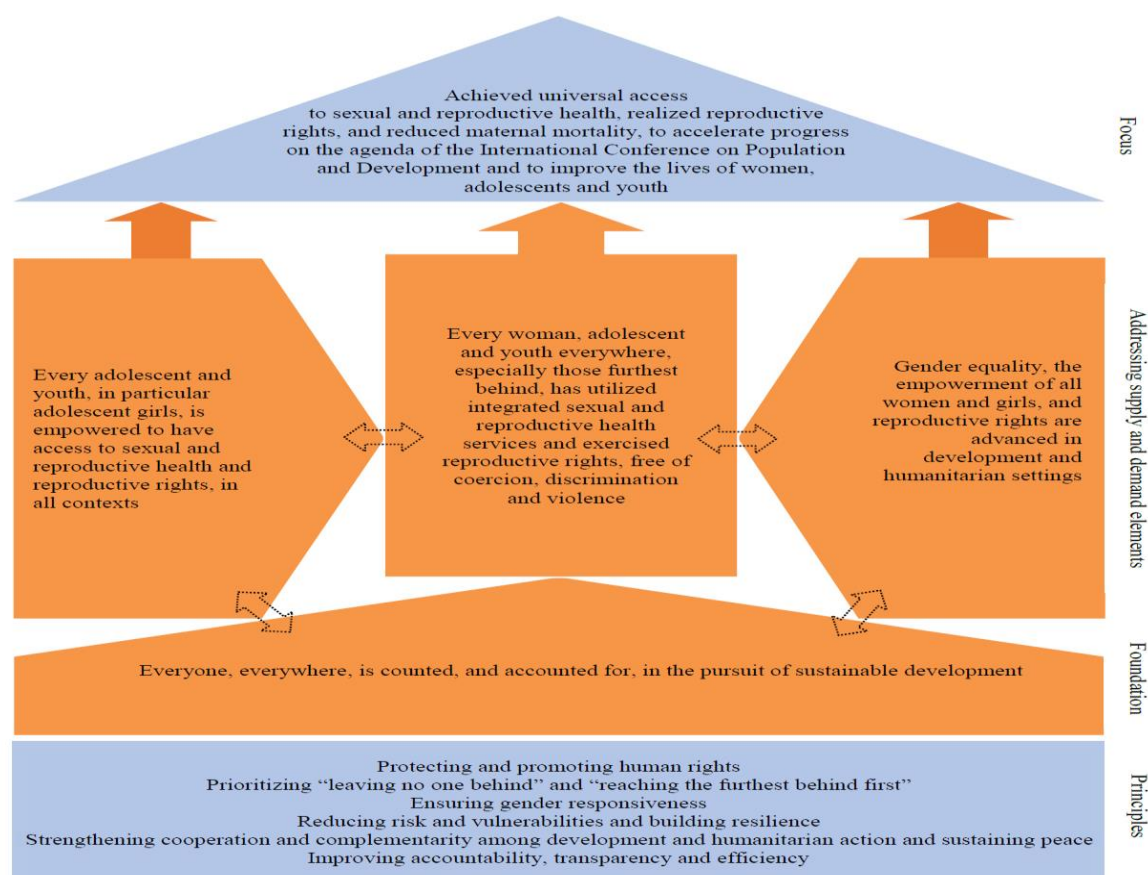 Achieved universal access
to sexual and reproductive health, realized reproductive
rights, and reduced maternal mortality, to accelerate progress
on the agenda of the International Conference on Population
and Development and to improve the lives of women,
adolescents and youth
Focus
Every adolescent and
youth, in particular
adolescent girls, is
empowered to have
access to sexual and
reproductive health and
reproductive rights, in
all contexts
Every woman, adolescent
and youth everywhere,
especially those furthest
behind, has utilized
integrated sexual and
reproductive health
services and exercised
reproductive rights, free of
coercion, discrimination
and violence
Gender equality, the
empowerment of all
women and girls, and
reproductive rights are
advanced in
development and
humanitarian settings
Addressing supply and demand elements
Everyone, everywhere, is counted, and accounted for, in the pursuit of sustainable development
Foundation
Protecting and promoting human rights
Prioritizing “leaving no one behind” and “reaching the furthest behind first”
Ensuring gender responsiveness
Reducing risk and vulnerabilities and building resilience
Strengthening cooperation and complementarity among development and humanitarian action and sustaining peace
Improving accountability, transparency and efficiency
Principles